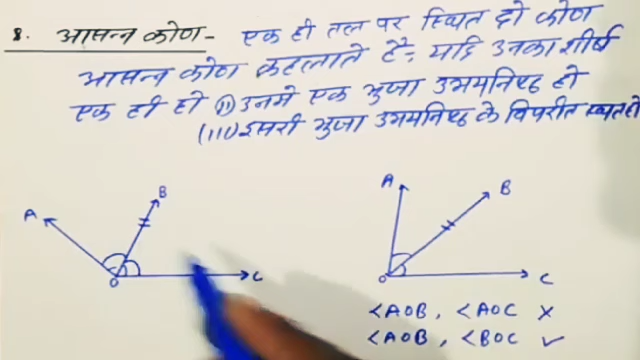 8. आसन्न कोण - एक ही तल पर स्थित दो कोण
आसन्न कोण कहलाते है, यदि उनका शीर्ष
एक ही हो (ii) उनमे एक भुजा उभयनिष्ठ हो
(iii) दूसरी भुजा उभयनिष्ठ के विपरीत
A
B
O
C
A
B
O
C
∠AOB, ∠AOC ×
∠AOB, ∠BOC ✓